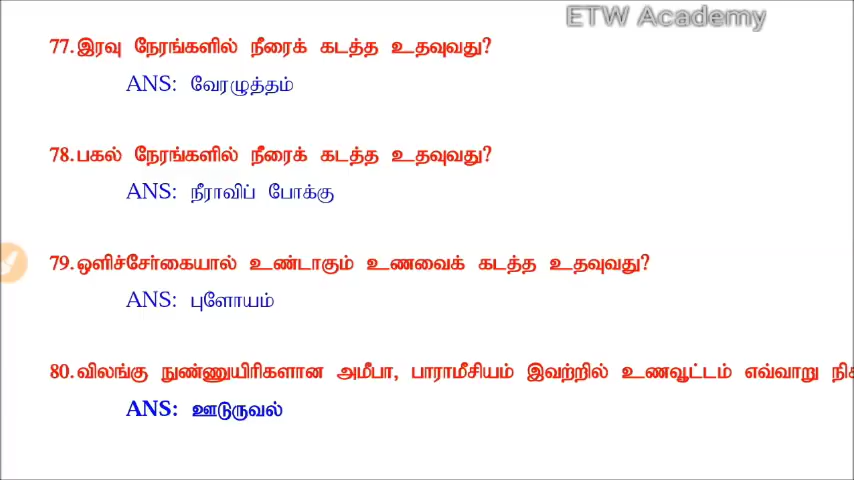 ETW Academy
77.இரவு நேரங்களில் நீரைக் கடத்த உதவுவது?
ANS: வேரழுத்தம்
78.பகல் நேரங்களில் நீரைக் கடத்த உதவுவது?
ANS: நீராவிப் போக்கு
79.ஒளிச்சேர்கையால் உண்டாகும் உணவைக் கடத்த உதவுவது?
ANS: புளோயம்
80.விலங்கு நுண்ணுயிரிகளான அமீபா, பாராமீசியம் இவற்றில் உணவூட்டம் எவ்வாறு
ANS: ஊடுருவல்